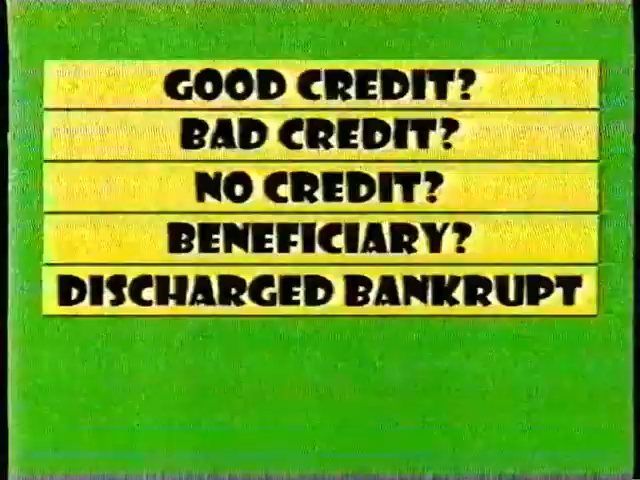 GOOD CREDIT?
BAD CREDIT?
NO CREDIT?
BENEFICIARY?
DISCHARGED BANKRUPT